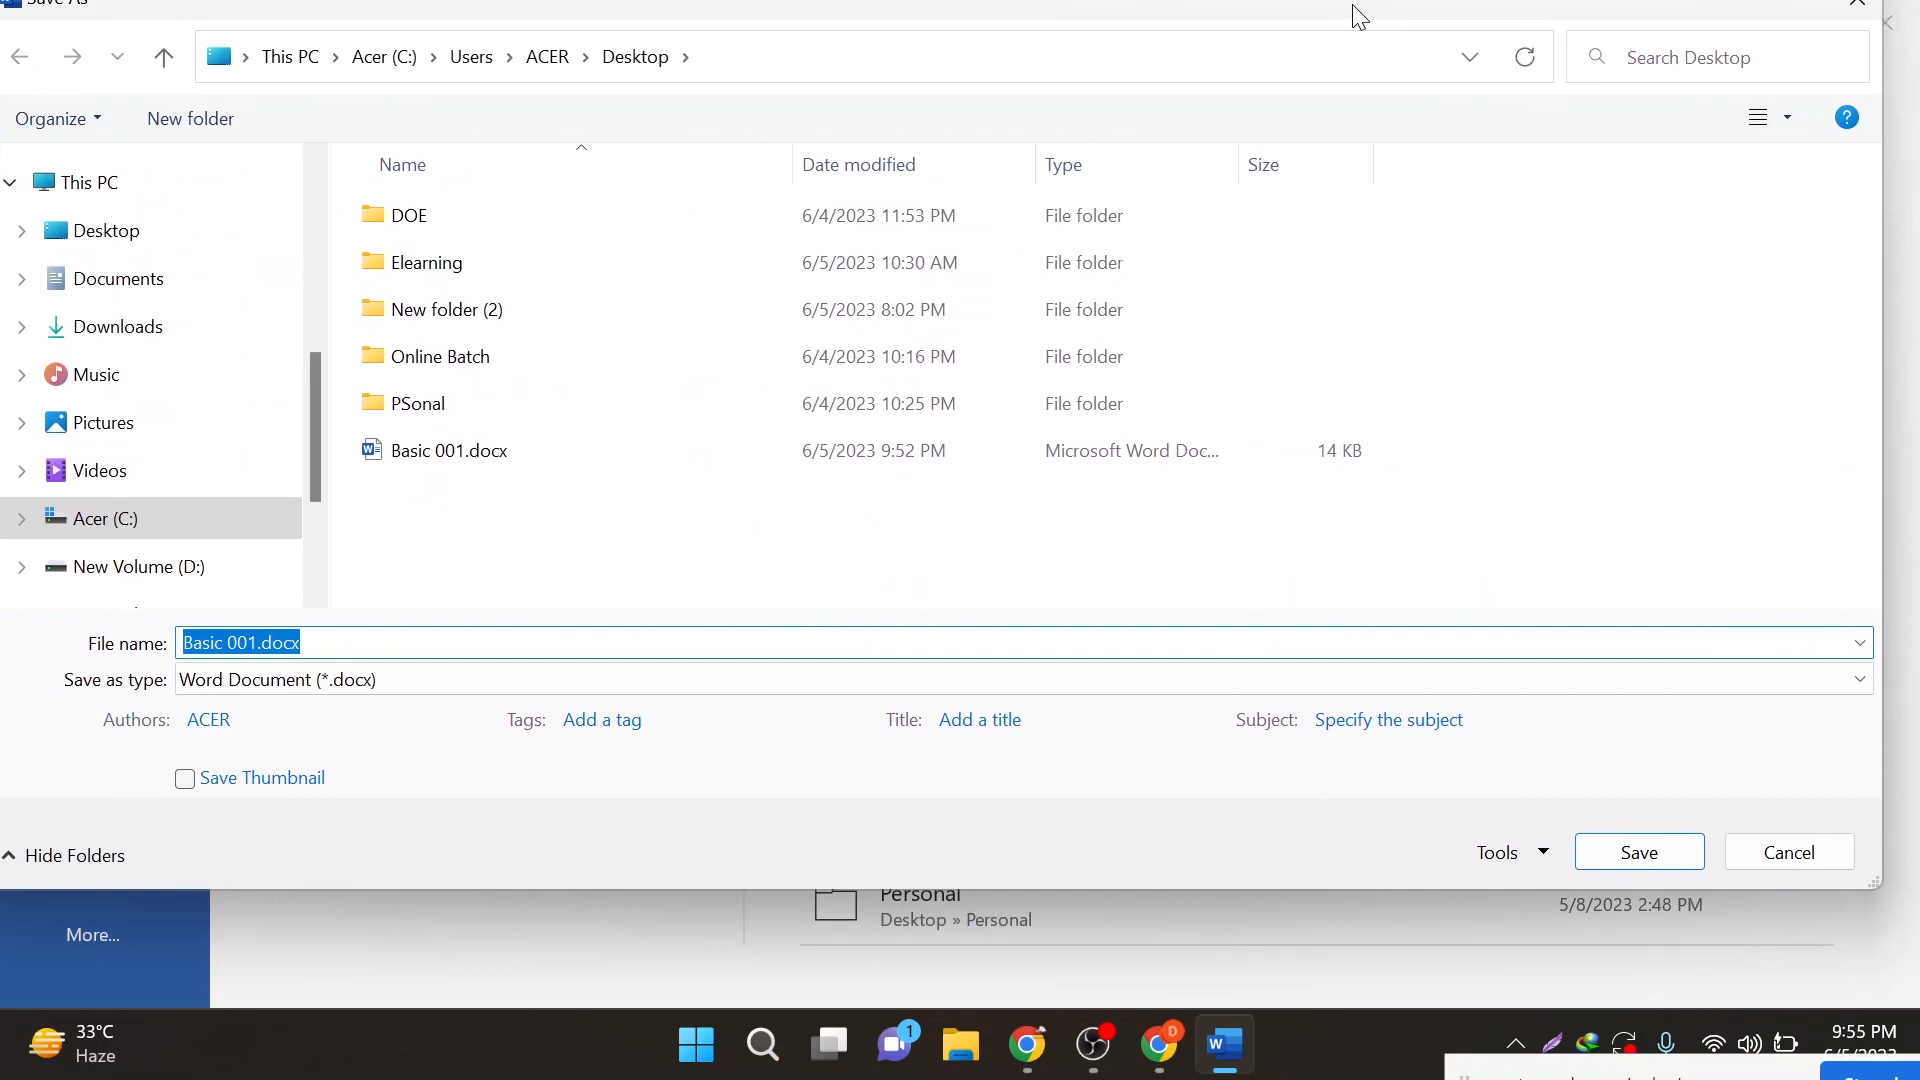 Save As
This PC > Acer (C:) > Users > ACER > Desktop >
Search Desktop
Organize
New folder
?
Name
Date modified
Type
Size
This PC
Desktop
Documents
Downloads
Music
Pictures
Videos
Acer (C:)
New Volume (D:)
DOE 6/4/2023 11:53 PM File folder
Elearning 6/5/2023 10:30 AM File folder
New folder (2) 6/5/2023 8:02 PM File folder
Online Batch 6/4/2023 10:16 PM File folder
PSonal 6/4/2023 10:25 PM File folder
Basic 001.docx 6/5/2023 9:52 PM Microsoft Word Doc... 14 KB
File name: Basic 001.docx
Save as type: Word Document (*.docx)
Authors: ACER Tags: Add a tag Title: Add a title Subject: Specify the subject
Save Thumbnail
Hide Folders
Tools
Save
Cancel
Personal
Desktop » Personal
5/8/2023 2:48 PM
More...
33°C
Haze
1
D
W
9:55 PM
6/5/2023